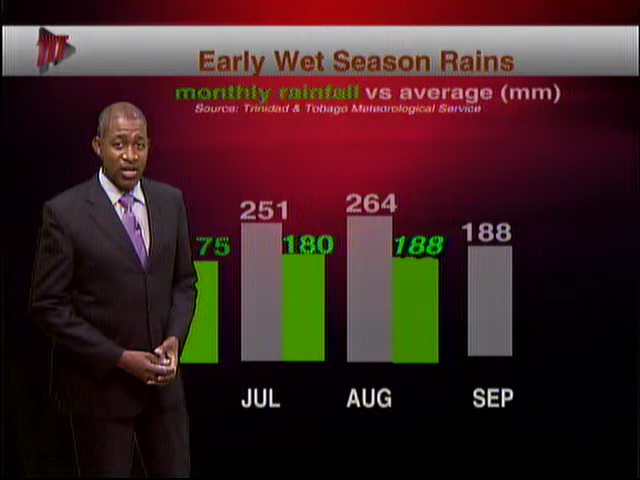 Early Wet Season Rains
monthly rainfall vs average (mm)
Source: Trinidad & Tobago Meteorological Service
75 251 180 264 188 188
JUL AUG SEP